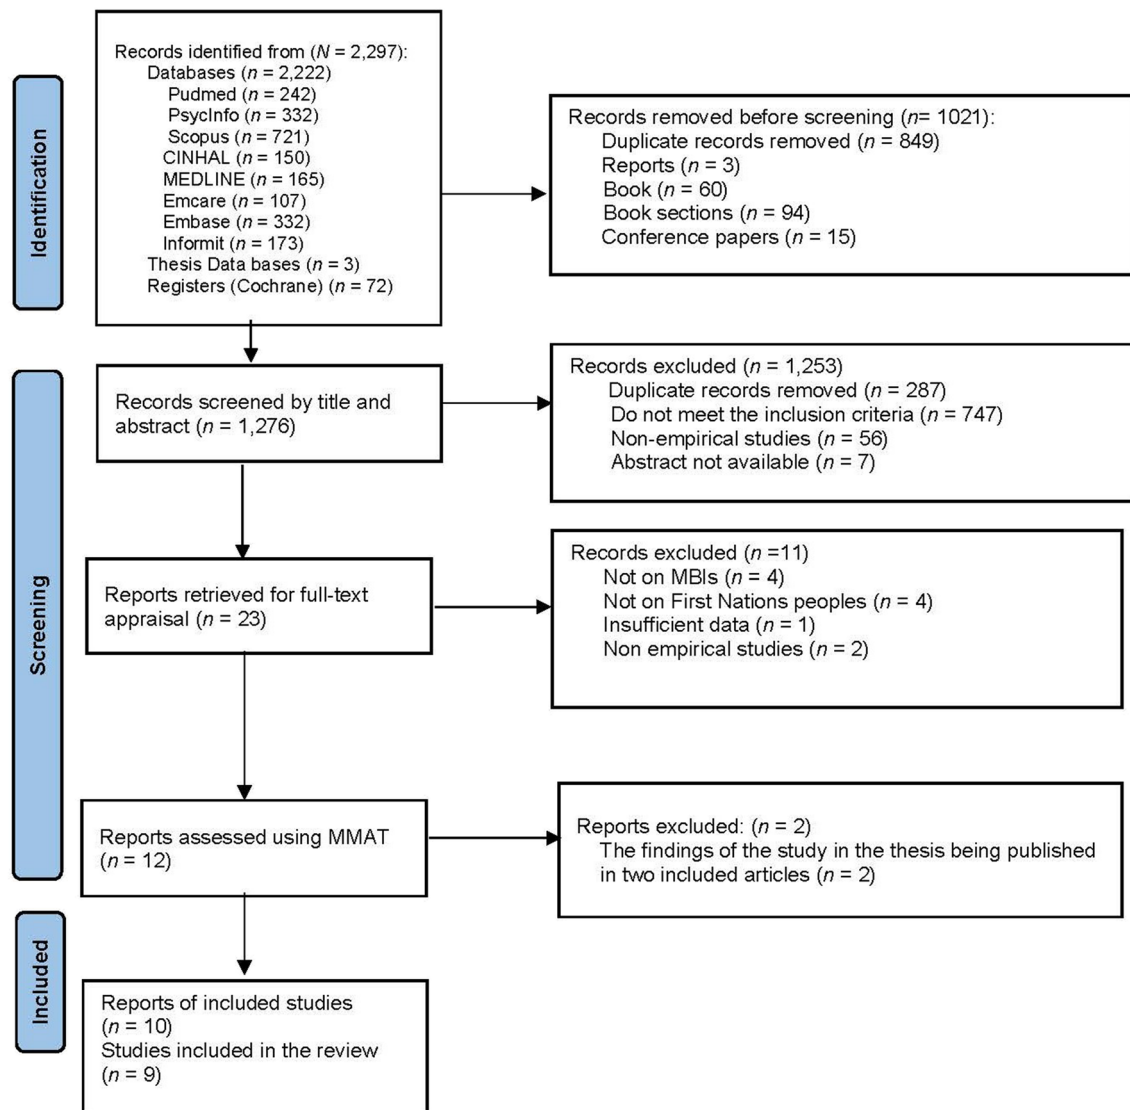 Identification
Records identified from (N = 2,297):
Databases (n = 2,222)
Pudmed (n = 242)
PsycInfo (n = 332)
Scopus (n = 721)
CINHAL (n = 150)
MEDLINE (n = 165)
Emcare (n = 107)
Embase (n = 332)
Informit (n = 173)
Thesis Data bases (n = 3)
Registers (Cochrane) (n = 72)
Records removed before screening (n= 1021):
Duplicate records removed (n = 849)
Reports (n = 3)
Book (n = 60)
Book sections (n = 94)
Conference papers (n = 15)
Screening
Records screened by title and
abstract (n = 1,276)
Records excluded (n = 1,253)
Duplicate records removed (n = 287)
Do not meet the inclusion criteria (n = 747)
Non-empirical studies (n = 56)
Abstract not available (n = 7)
Reports retrieved for full-text
appraisal (n = 23)
Records excluded (n =11)
Not on MBIs (n = 4)
Not on First Nations peoples (n = 4)
Insufficient data (n = 1)
Non empirical studies (n = 2)
Reports assessed using MMAT
(n = 12)
Reports excluded: (n = 2)
The findings of the study in the thesis being published
in two included articles (n = 2)
Included
Reports of included studies
(n = 10)
Studies included in the review
(n = 9)